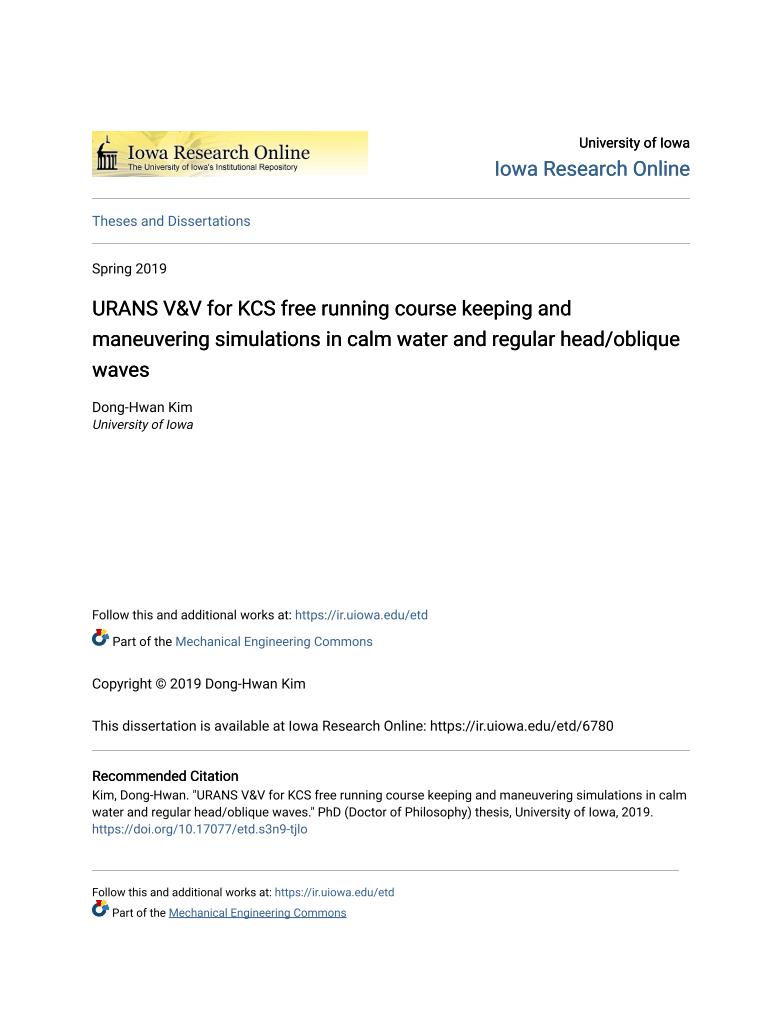 Iowa Research Online
The University of Iowa's Institutional Repository
University of Iowa
Iowa Research Online
Theses and Dissertations
Spring 2019
URANS V&V for KCS free running course keeping and
maneuvering simulations in calm water and regular head/oblique
waves
Dong-Hwan Kim
University of Iowa
Follow this and additional works at: https://ir.uiowa.edu/etd
Part of the Mechanical Engineering Commons
Copyright © 2019 Dong-Hwan Kim
This dissertation is available at Iowa Research Online: https://ir.uiowa.edu/etd/6780
Recommended Citation
Kim, Dong-Hwan. "URANS V&V for KCS free running course keeping and maneuvering simulations in calm
water and regular head/oblique waves." PhD (Doctor of Philosophy) thesis, University of Iowa, 2019.
https://doi.org/10.17077/etd.s3n9-tjlo
Follow this and additional works at: https://ir.uiowa.edu/etd
Part of the Mechanical Engineering Commons